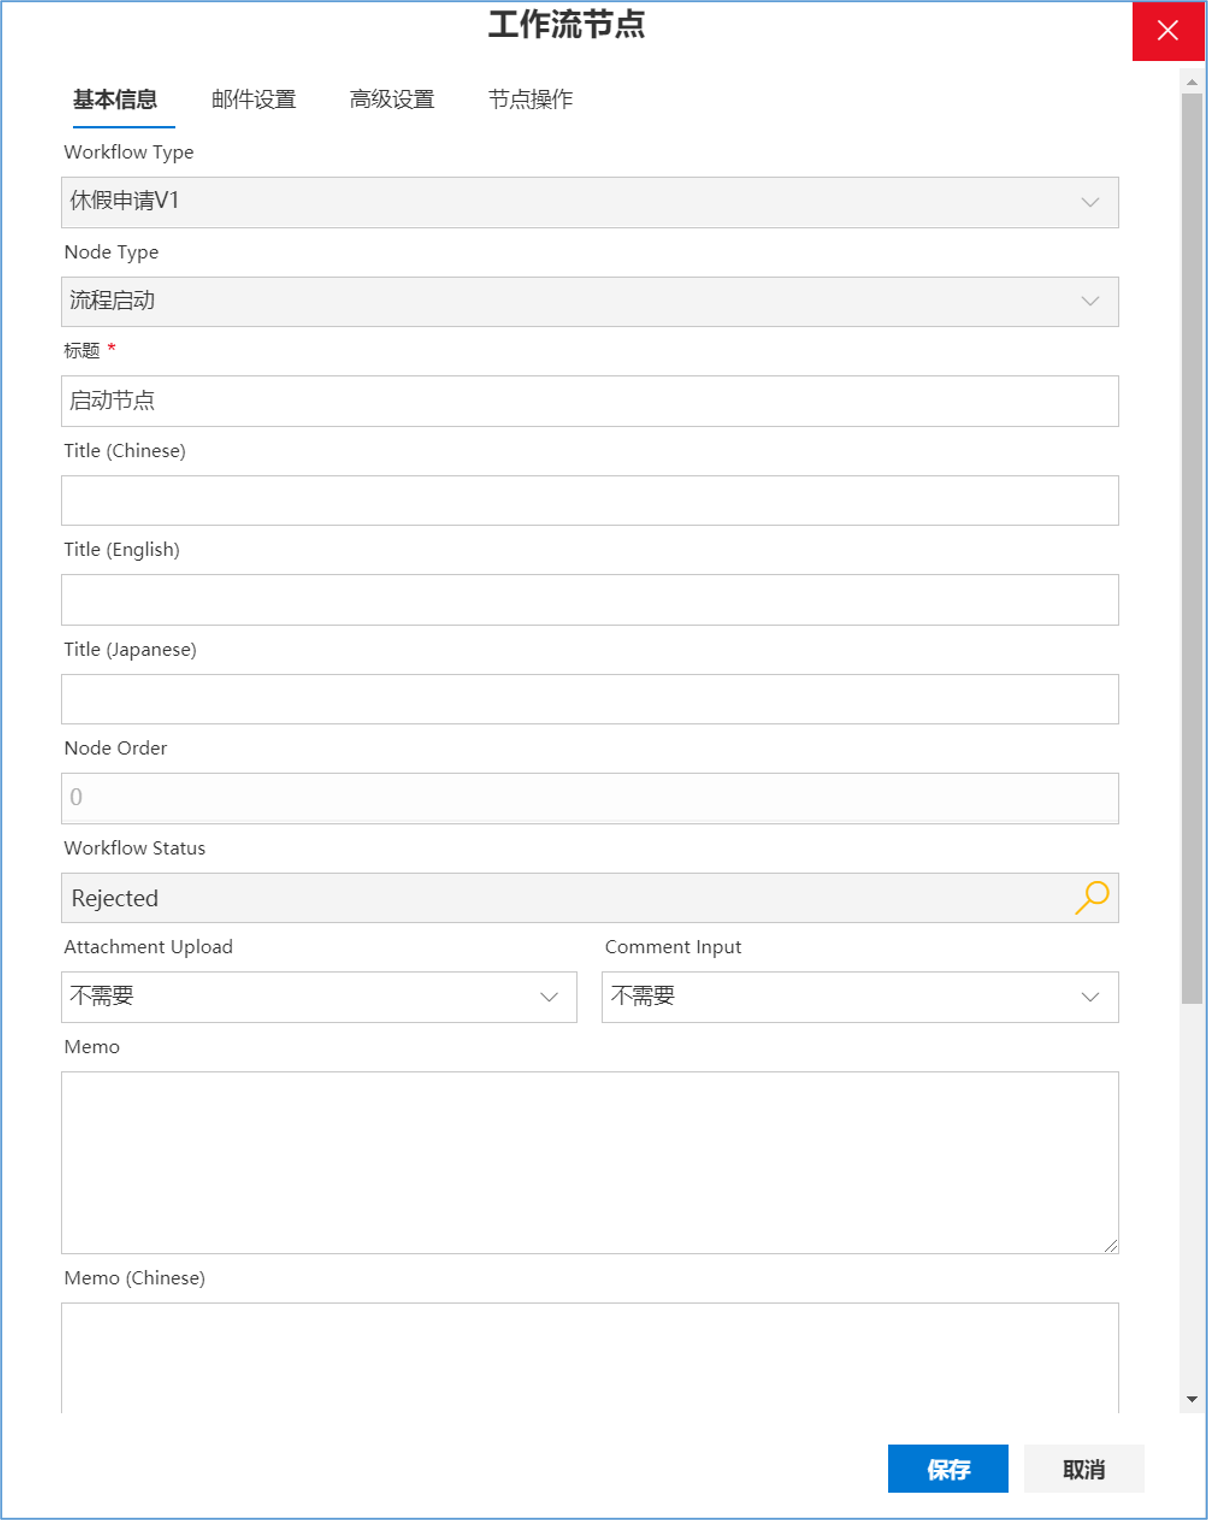 工作流节点
基本信息 邮件设置 高级设置 节点操作
Workflow Type
休假申请V1
Node Type
流程启动
标题 *
启动节点
Title (Chinese)
Title (English)
Title (Japanese)
Node Order
0
Workflow Status
Rejected
Attachment Upload Comment Input
不需要 不需要
Memo
Memo (Chinese)
保存 取消